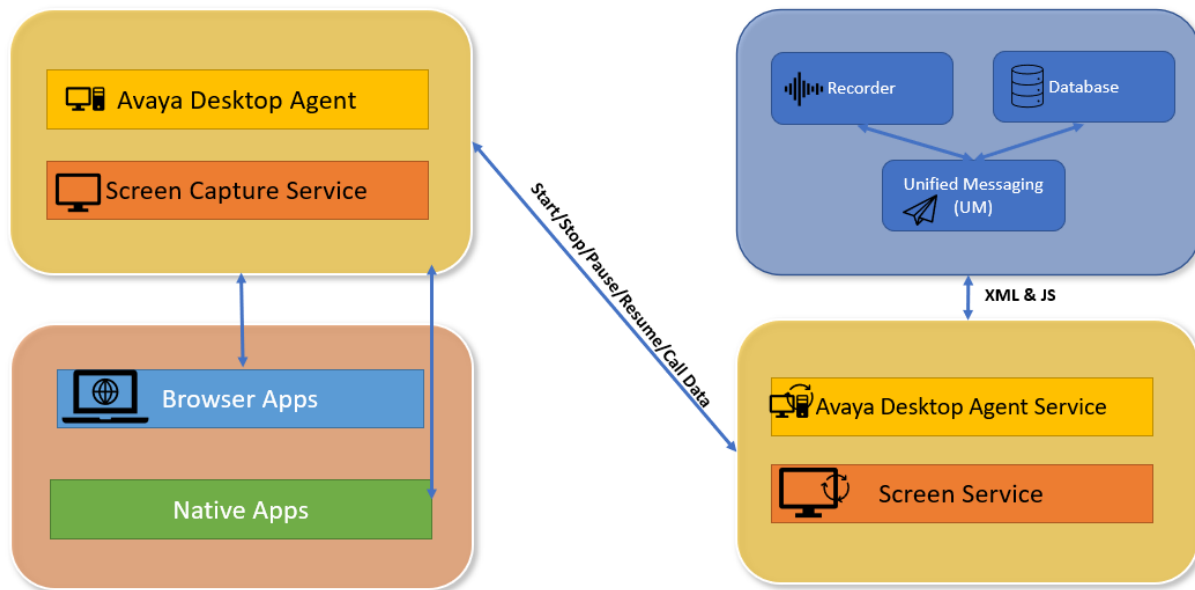 Avaya Desktop Agent
Screen Capture Service
Browser Apps
Native Apps
Start/Stop/Pause/Resume/Call Data
Recorder
Database
Unified Messaging
(UM)
XML & JS
Avaya Desktop Agent Service
Screen Service